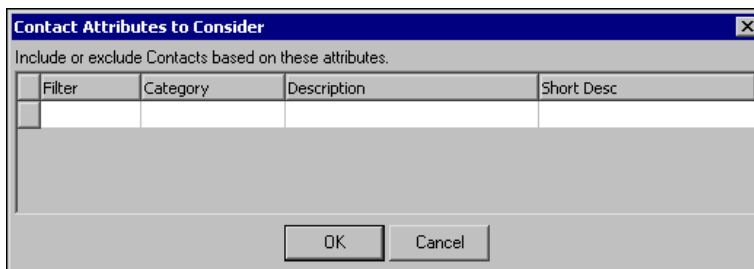 Contact Attributes to Consider
Include or exclude Contacts based on these attributes.
Filter Category Description Short Desc
OK Cancel